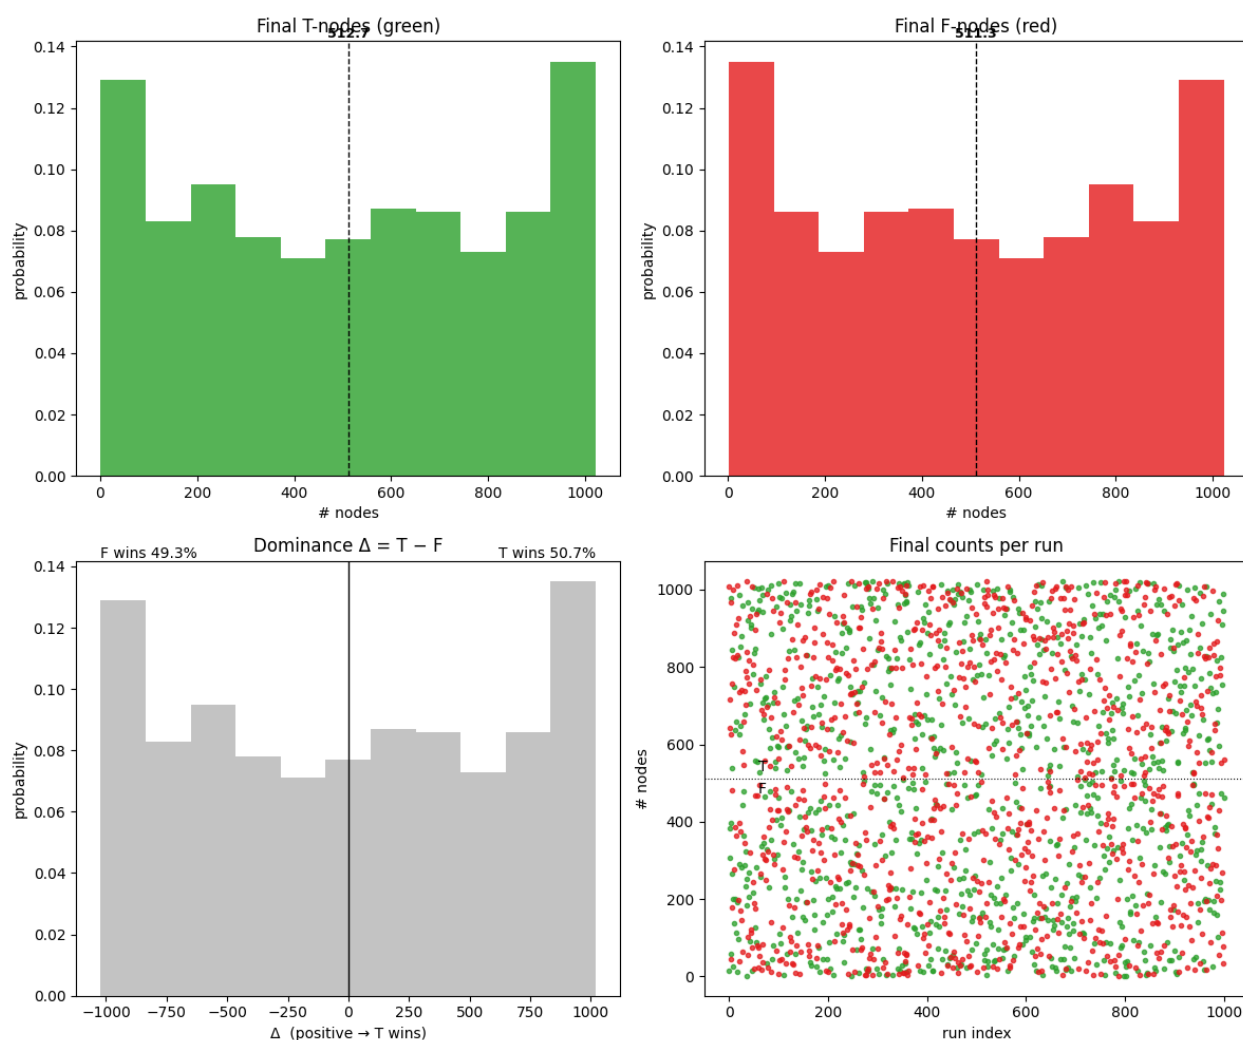 Final T-nodes (green)
512.7
0.14
0.12
0.10
0.08
0.06
0.04
0.02
0.00
probability
0 200 400 600 800 1000
# nodes
Final F-nodes (red)
511.3
0.14
0.12
0.10
0.08
0.06
0.04
0.02
0.00
probability
0 200 400 600 800 1000
# nodes
Dominance Δ = T − F
F wins 49.3%
T wins 50.7%
0.14
0.12
0.10
0.08
0.06
0.04
0.02
0.00
probability
−1000 −750 −500 −250 0 250 500 750 1000
Δ (positive → T wins)
Final counts per run
1000
800
600
400
200
0
# nodes
T
F
0 200 400 600 800 1000
run index